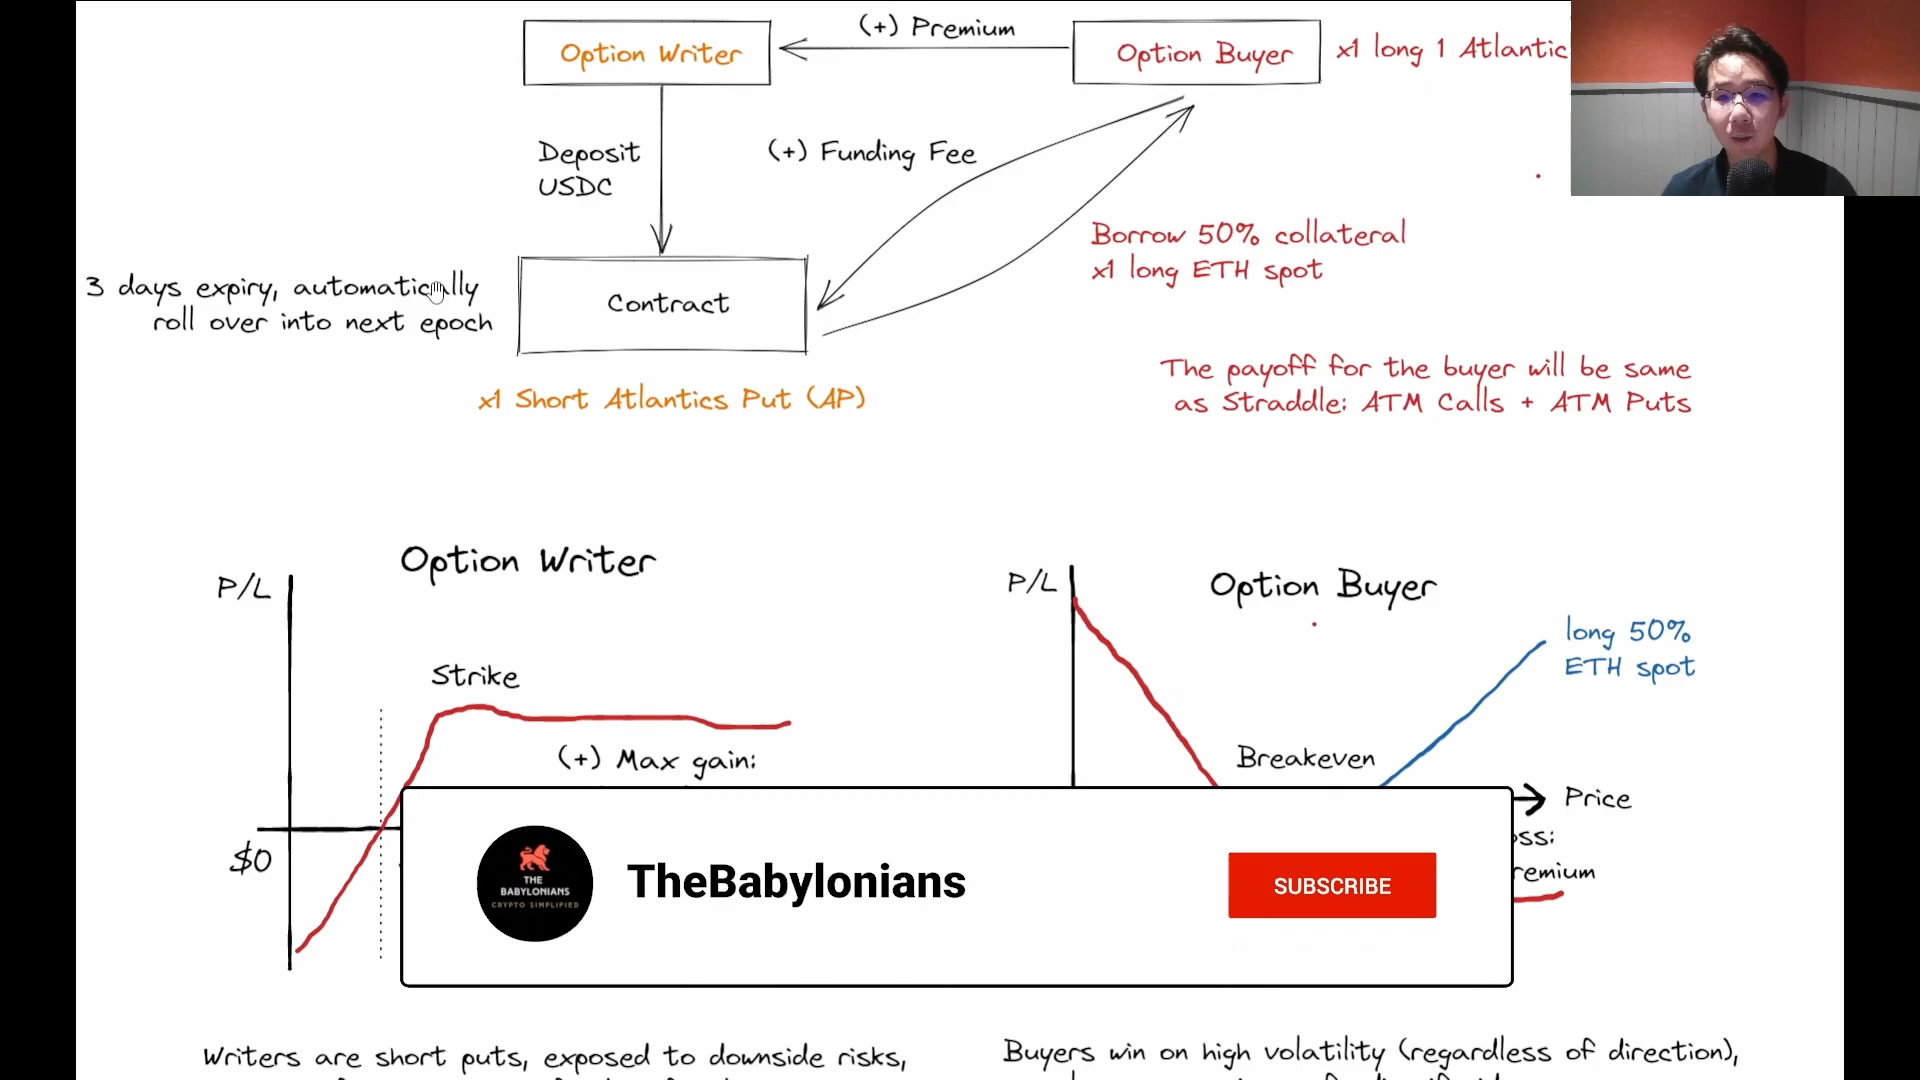 Option Writer
(+) Premium
Option Buyer
x1 long 1 Atlantic
Deposit
USDC
(+) Funding Fee
Borrow 50% collateral
x1 long ETH spot
3 days expiry, automatically
roll over into next epoch
Contract
x1 Short Atlantics Put (AP)
The payoff for the buyer will be same
as Straddle: ATM Calls + ATM Puts
Option Writer
P/L
Strike
(+) Max gain:
$0
P/L
Option Buyer
long 50%
ETH spot
Breakeven
Price
oss:
remium
THE
BABYLONIANS
CRYPTO SIMPLIFIED
TheBabylonians
SUBSCRIBE
Writers are short puts, exposed to downside risks,
Buyers win on high volatility (regardless of direction),